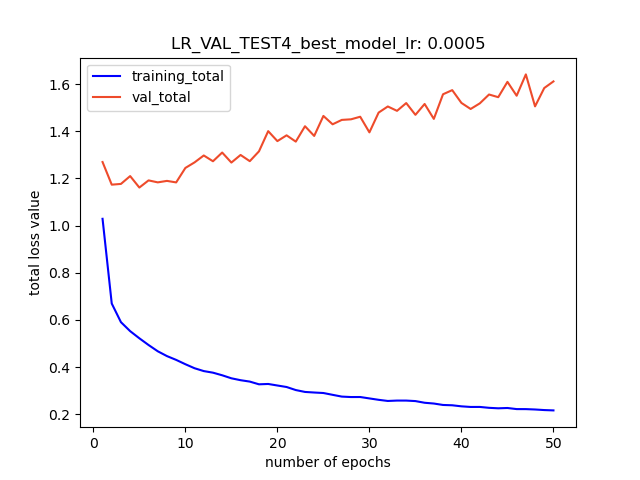 LR_VAL_TEST4_best_model_lr: 0.0005
training_total
val_total
total loss value
1.6
1.4
1.2
1.0
0.8
0.6
0.4
0.2
0 10 20 30 40 50
number of epochs